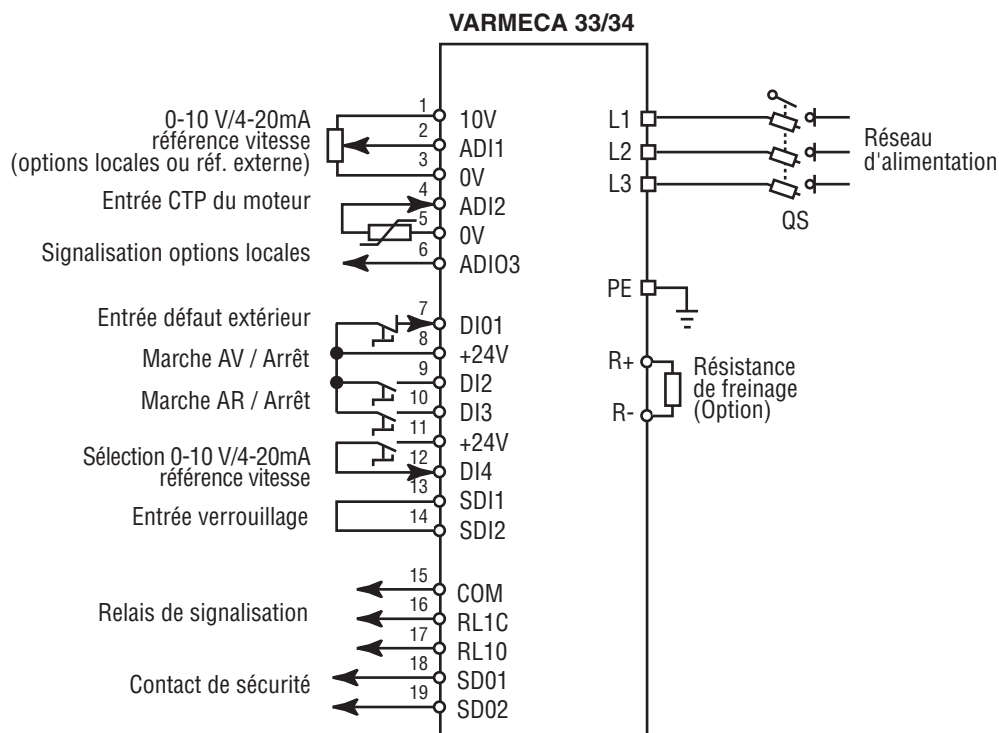 VARMECA 33/34
0-10 V/4-20mA
référence vitesse
(options locales ou réf. externe)
Entrée CTP du moteur
Signalisation options locales
Entrée défaut extérieur
Marche AV / Arrêt
Marche AR / Arrêt
Sélection 0-10 V/4-20mA
référence vitesse
Entrée verrouillage
Relais de signalisation
Contact de sécurité
1 10V
2 ADI1
3 0V
4 ADI2
5 0V
6 ADIO3
7 DI01
8 +24V
9 DI2
10 DI3
11 +24V
12 DI4
13 SDI1
14 SDI2
15 COM
16 RL1C
17 RL10
18 SD01
19 SD02
L1
L2
L3
QS
Réseau
d'alimentation
PE
R+
R-
Résistance
de freinage
(Option)